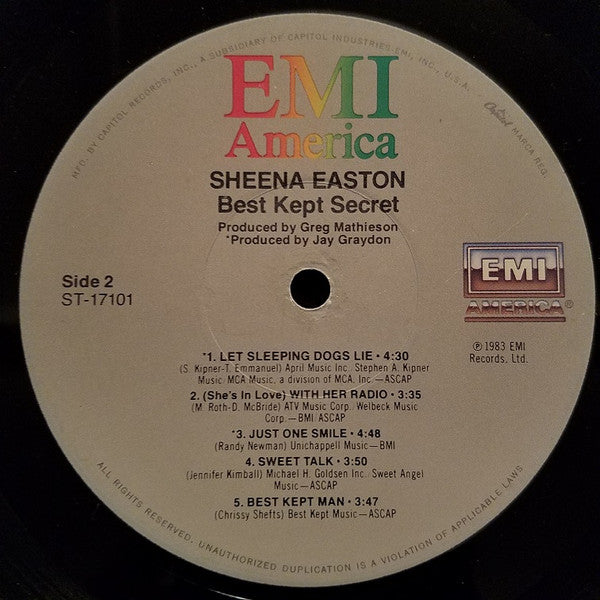 MFD. BY CAPITOL RECORDS, INC., A SUBSIDIARY OF CAPITOL INDUSTRIES-EMI, INC., U.S.A.
Capitol MARCA REG.
EMI
America
SHEENA EASTON
Best Kept Secret
Produced by Greg Mathieson
*Produced by Jay Graydon
Side 2
ST-17101
EMI
AMERICA®
℗ 1983 EMI
Records, Ltd.
*1. LET SLEEPING DOGS LIE • 4:30
(S. Kipner-T. Emmanuel) April Music Inc. Stephen A. Kipner
Music. MCA Music, a division of MCA. Inc.—ASCAP
2. (She's In Love) WITH HER RADIO • 3:35
(M. Roth-D. McBride) ATV Music Corp. Welbeck Music
Corp.—BMI/ASCAP
*3. JUST ONE SMILE • 4:48
(Randy Newman) Unichappell Music—BMI
4. SWEET TALK • 3:50
(Jennifer Kimball) Michael H. Goldsen Inc. Sweet Angel
Music—ASCAP
5. BEST KEPT MAN • 3:47
(Chrissy Shefts) Best Kept Music—ASCAP
ALL RIGHTS RESERVED. UNAUTHORIZED DUPLICATION IS A VIOLATION OF APPLICABLE LAWS